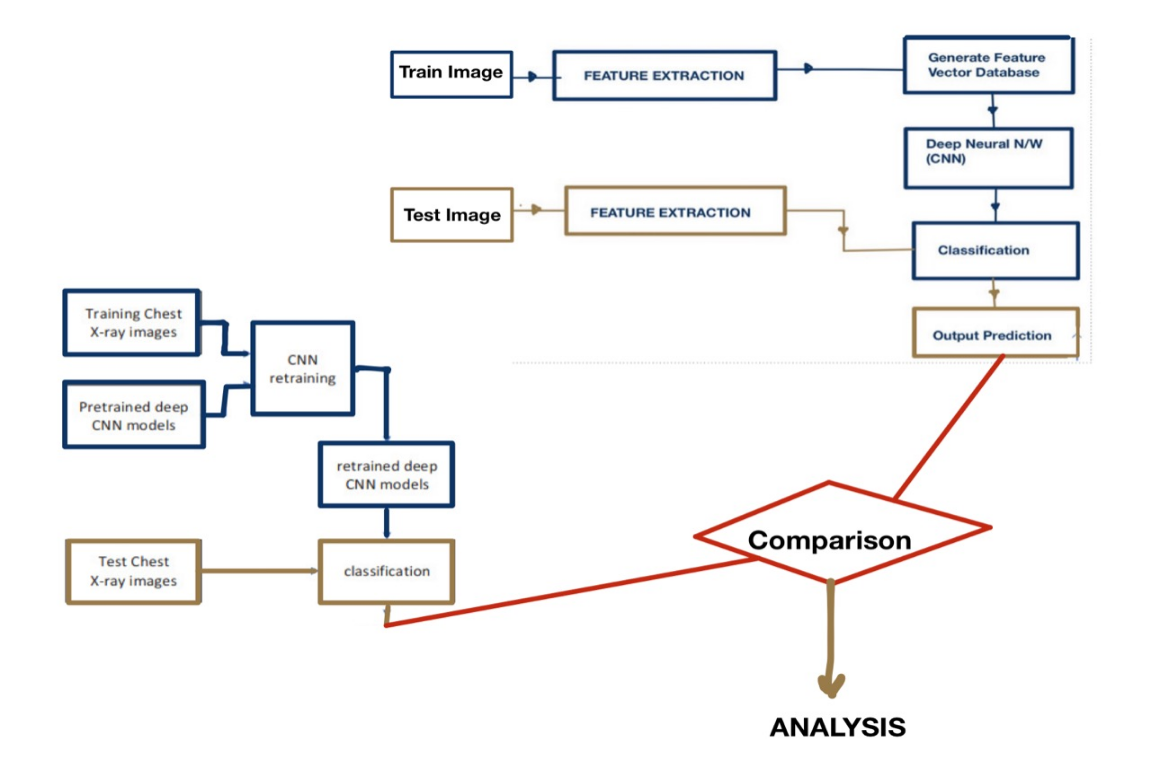 Train Image
FEATURE EXTRACTION
Generate Feature
Vector Database
Deep Neural N/W
(CNN)
Test Image
FEATURE EXTRACTION
Classification
Output Prediction
Training Chest
X-ray images
CNN
retraining
Pretrained deep
CNN models
retrained deep
CNN models
Test Chest
X-ray images
classification
Comparison
ANALYSIS